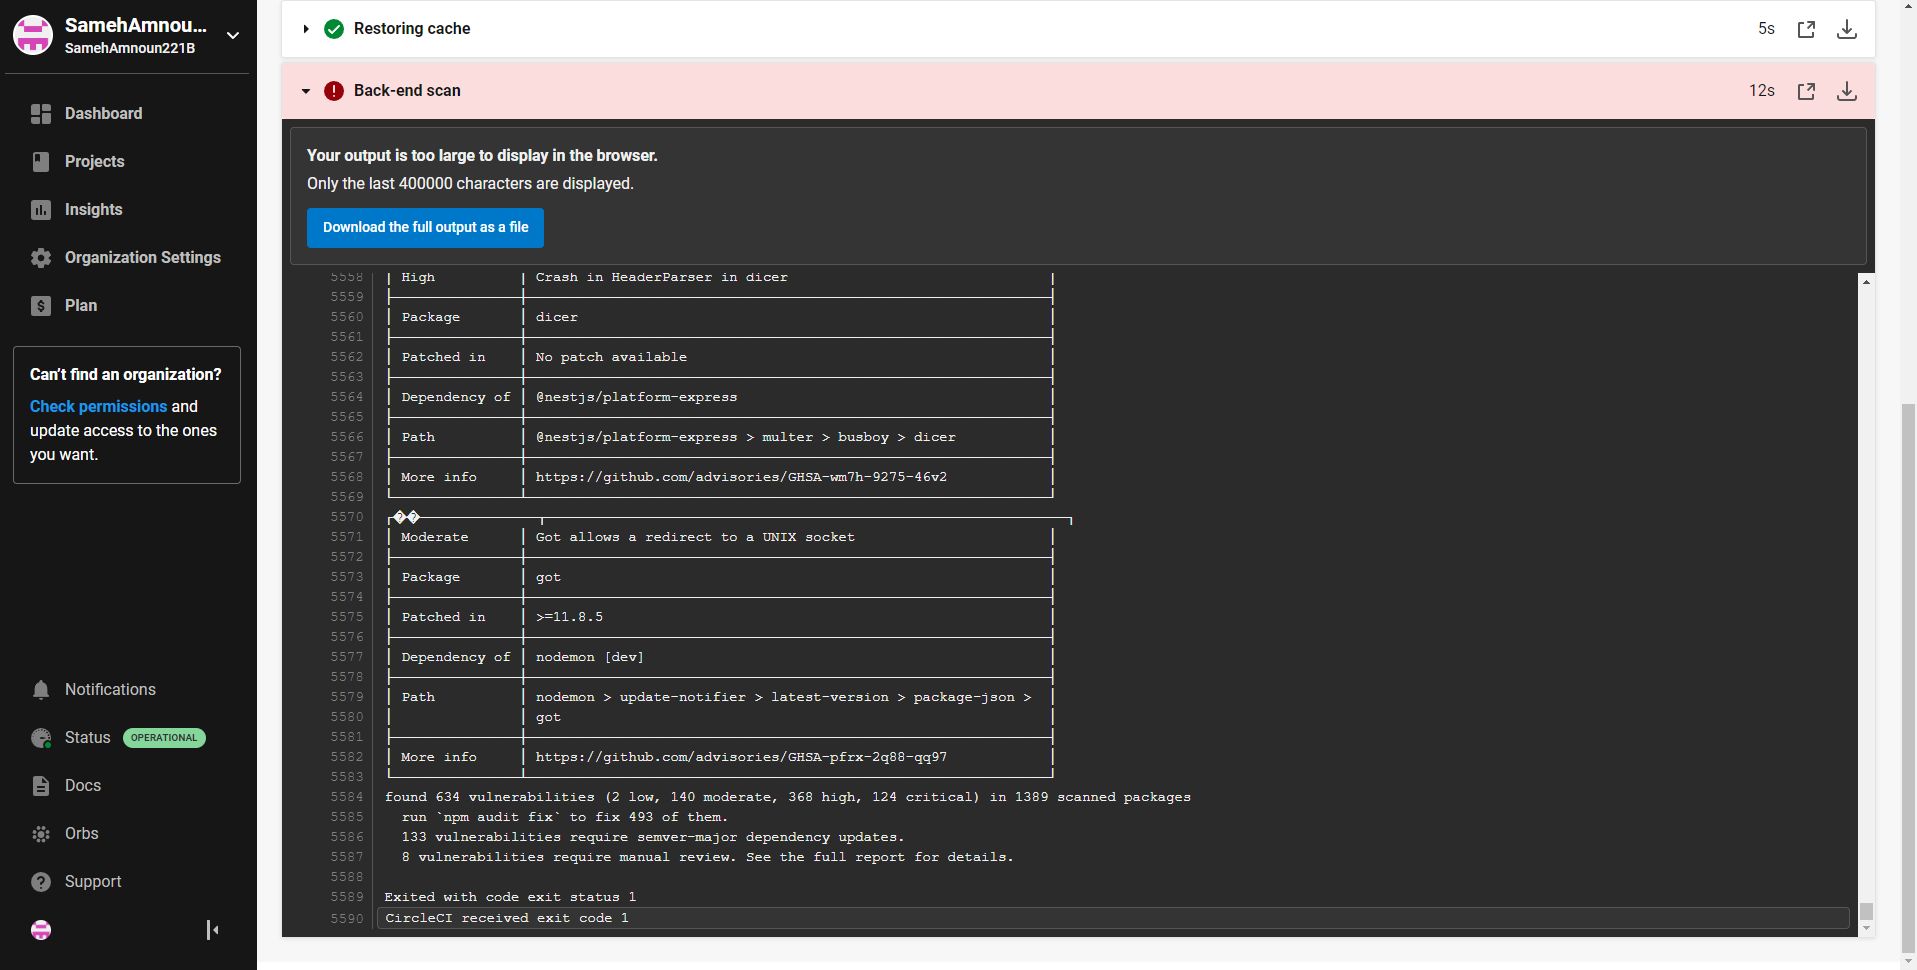 SamehAmnou...
SamehAmnoun221B
Dashboard
Projects
Insights
Organization Settings
Plan
Can't find an organization?
Check permissions and
update access to the ones
you want.
Notifications
Status OPERATIONAL
Docs
Orbs
Support
Restoring cache 5s
Back-end scan 12s
Your output is too large to display in the browser.
Only the last 400000 characters are displayed.
Download the full output as a file
5558 │ High │ Crash in HeaderParser in dicer │
5559
5560 │ Package │ dicer │
5561
5562 │ Patched in │ No patch available │
5563
5564 │ Dependency of │ @nestjs/platform-express │
5565
5566 │ Path │ @nestjs/platform-express > multer > busboy > dicer │
5567
5568 │ More info │ https://github.com/advisories/GHSA-wm7h-9275-46v2 │
5569
5570 ┌��
5571 │ Moderate │ Got allows a redirect to a UNIX socket │
5572
5573 │ Package │ got │
5574
5575 │ Patched in │ >=11.8.5 │
5576
5577 │ Dependency of │ nodemon [dev] │
5578
5579 │ Path │ nodemon > update-notifier > latest-version > package-json > │
5580 │ │ got │
5581
5582 │ More info │ https://github.com/advisories/GHSA-pfrx-2q88-qq97 │
5583
5584 found 634 vulnerabilities (2 low, 140 moderate, 368 high, 124 critical) in 1389 scanned packages
5585 run `npm audit fix` to fix 493 of them.
5586 133 vulnerabilities require semver-major dependency updates.
5587 8 vulnerabilities require manual review. See the full report for details.
5588
5589 Exited with code exit status 1
5590 CircleCI received exit code 1